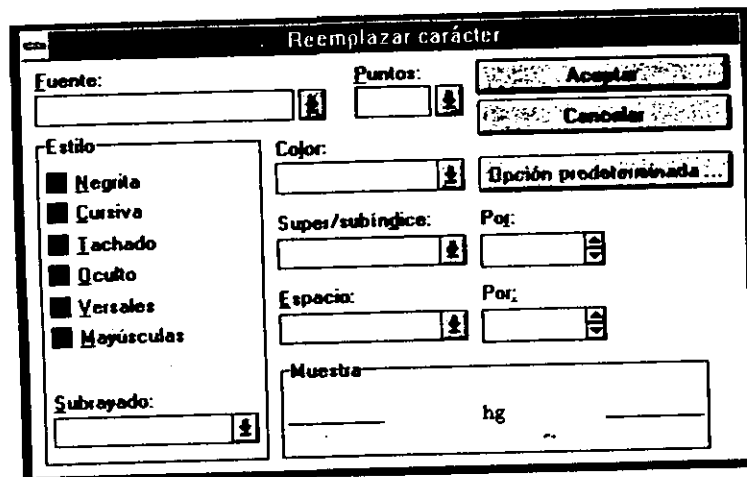 Reemplazar carácter
Fuente:
Puntos:
Aceptar
Cancelar
Estilo
Negrita
Cursiva
Tachado
Oculto
Versales
Mayúsculas
Subrayado:
Color:
Opción predeterminada ...
Super/subíndice:
Por:
Espacio:
Por:
Muestra
hg